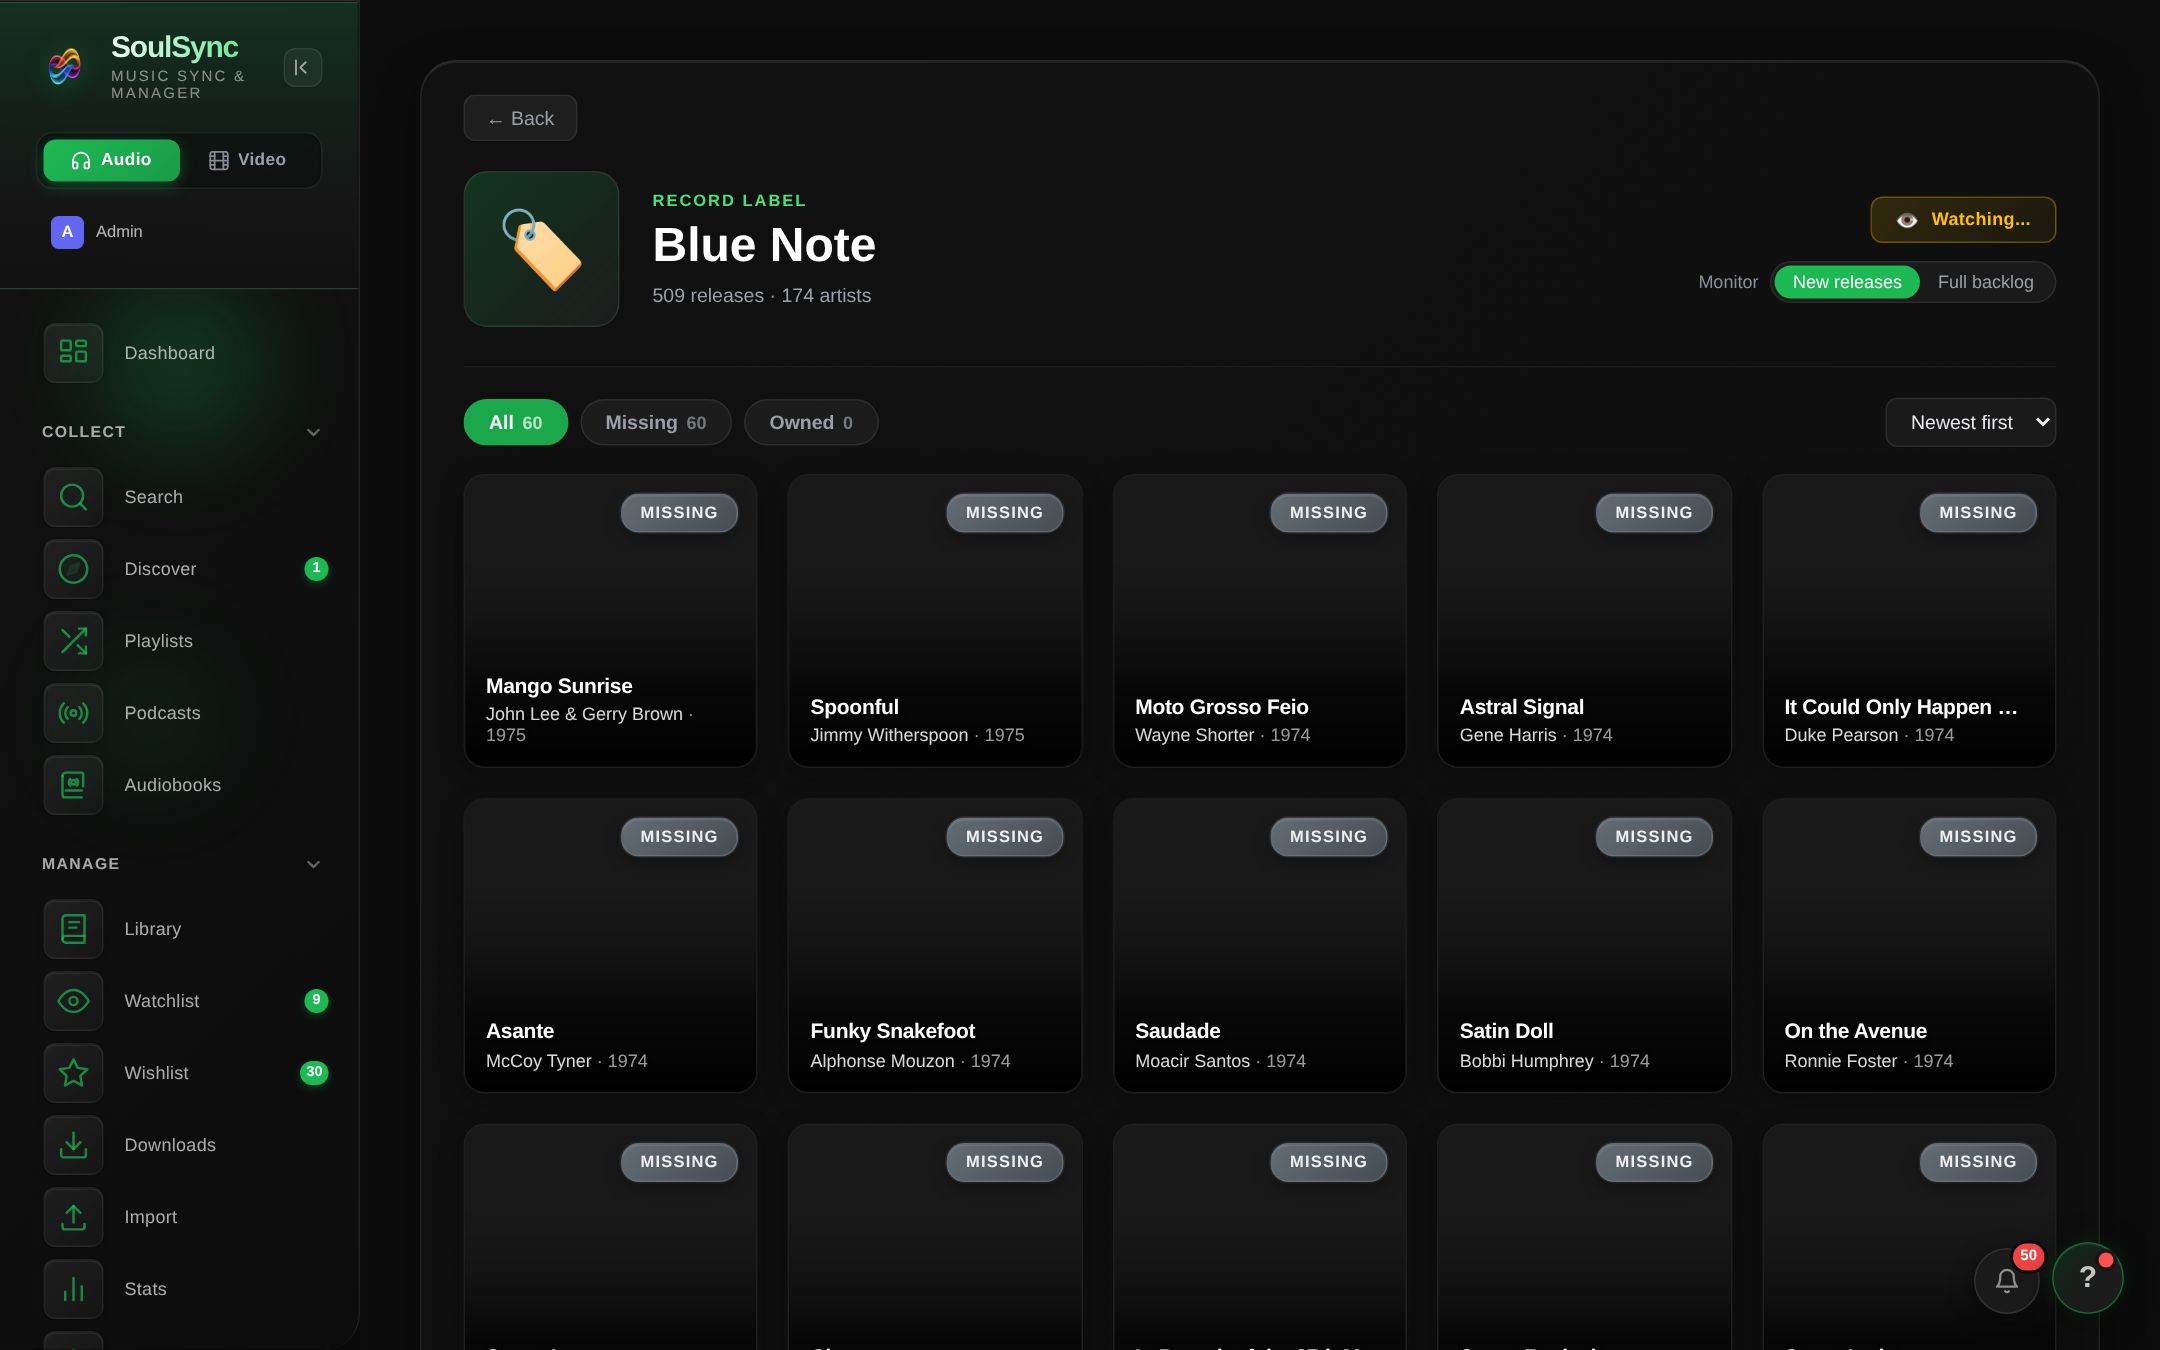 SoulSync
MUSIC SYNC &
MANAGER
Audio
Video
A
Admin
Dashboard
COLLECT
Search
Discover
1
Playlists
Podcasts
Audiobooks
MANAGE
Library
Watchlist
9
Wishlist
30
Downloads
Import
Stats
← Back
RECORD LABEL
Blue Note
509 releases · 174 artists
Watching...
Monitor
New releases
Full backlog
All 60
Missing 60
Owned 0
Newest first
MISSING
Mango Sunrise
John Lee & Gerry Brown ·
1975
MISSING
Spoonful
Jimmy Witherspoon · 1975
MISSING
Moto Grosso Feio
Wayne Shorter · 1974
MISSING
Astral Signal
Gene Harris · 1974
MISSING
It Could Only Happen ...
Duke Pearson · 1974
MISSING
Asante
McCoy Tyner · 1974
MISSING
Funky Snakefoot
Alphonse Mouzon · 1974
MISSING
Saudade
Moacir Santos · 1974
MISSING
Satin Doll
Bobbi Humphrey · 1974
MISSING
On the Avenue
Ronnie Foster · 1974
MISSING
MISSING
MISSING
MISSING
MISSING
50
?